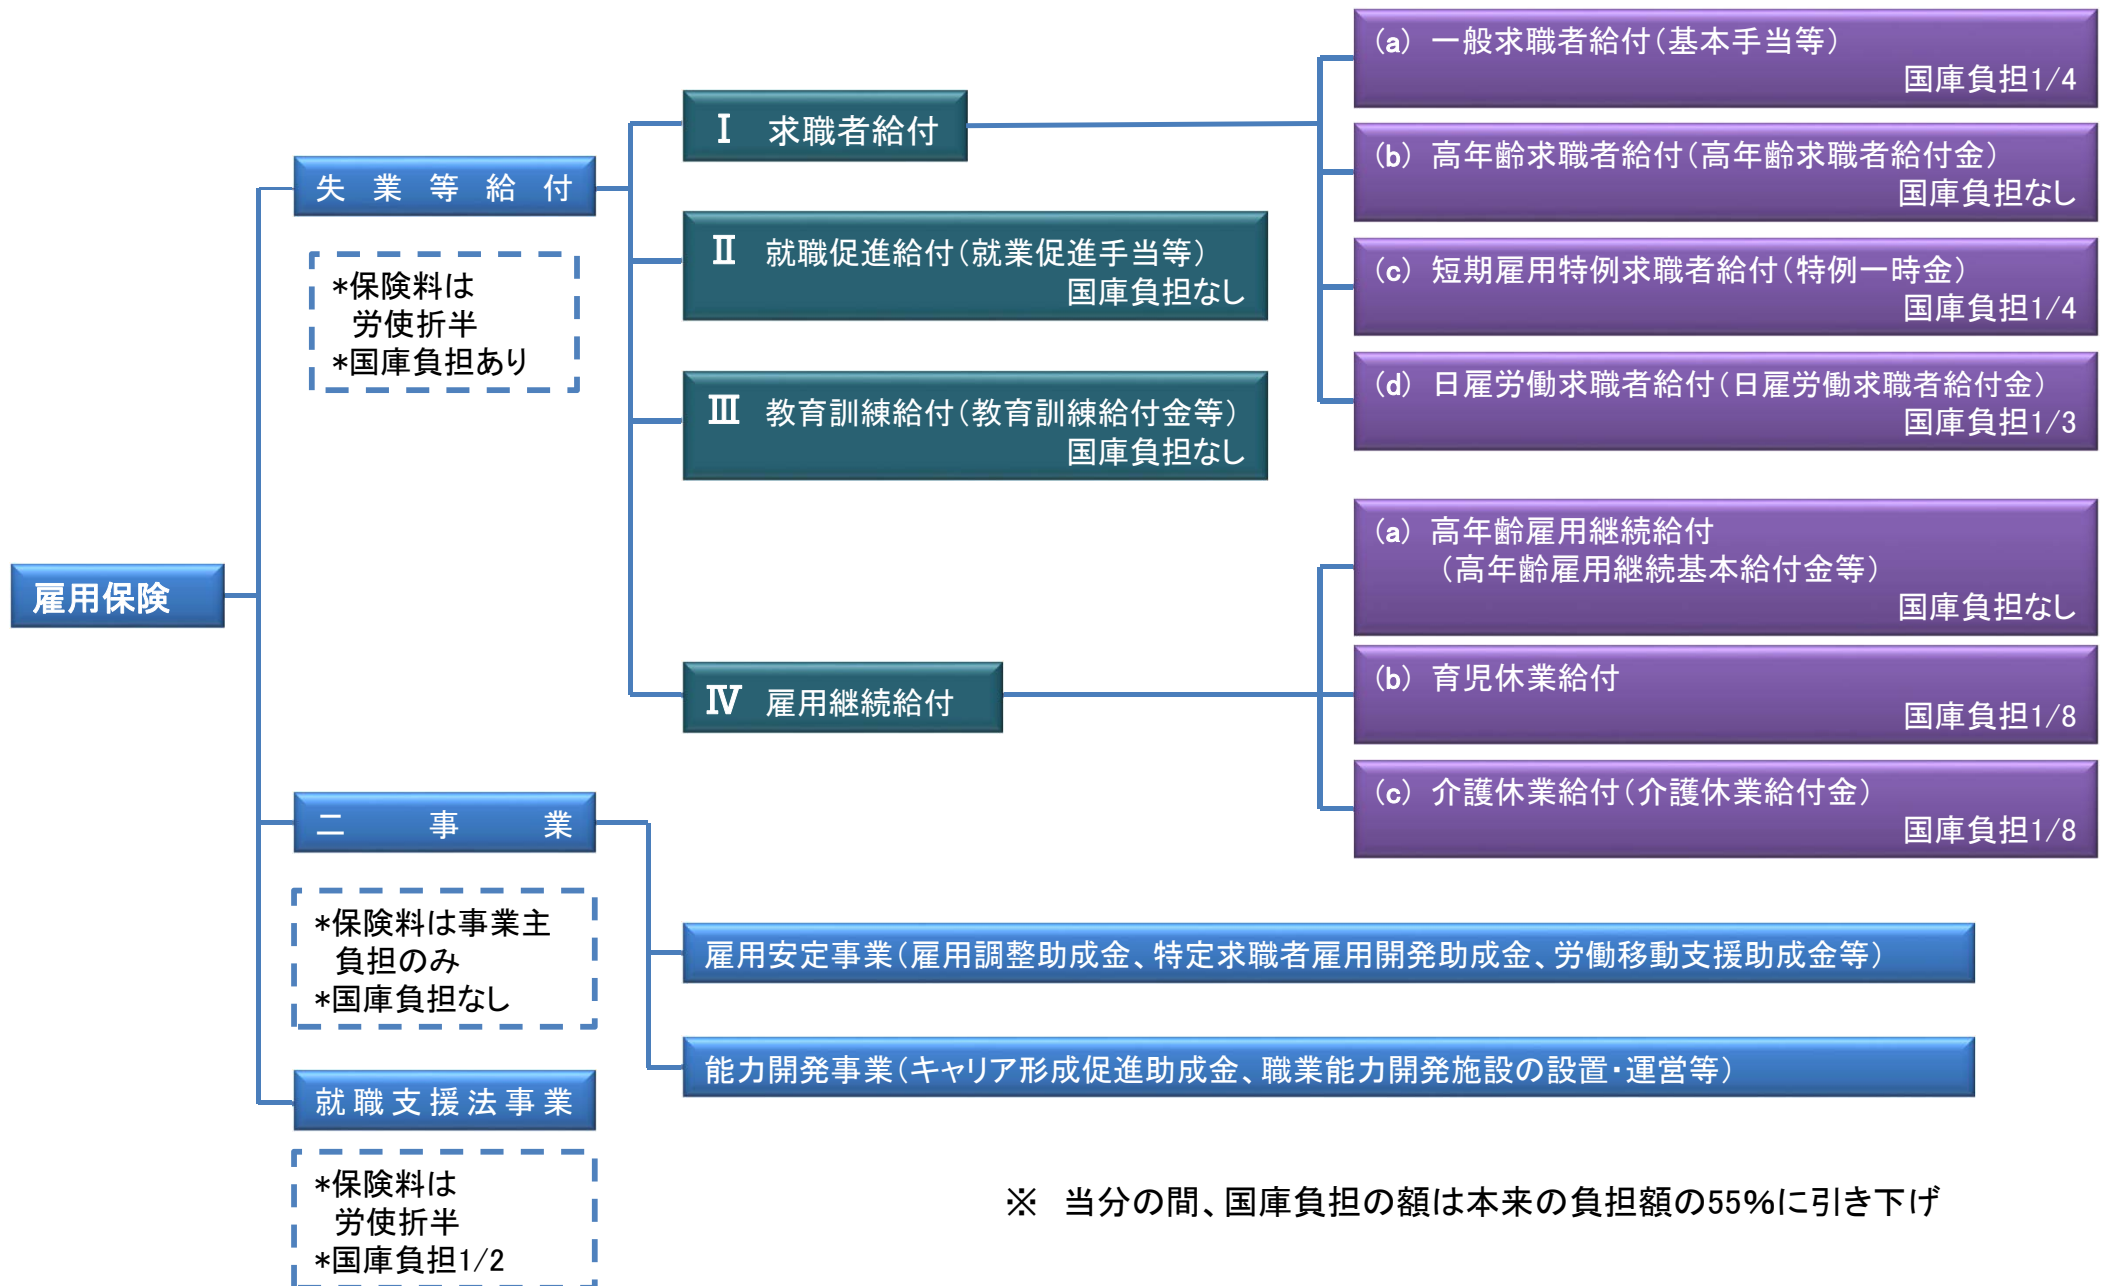 雇用保険
失業等給付
*保険料は
労使折半
*国庫負担あり
Ⅰ 求職者給付
(a) 一般求職者給付(基本手当等)
国庫負担1/4
(b) 高年齢求職者給付(高年齢求職者給付金)
国庫負担なし
(c) 短期雇用特例求職者給付(特例一時金)
国庫負担1/4
(d) 日雇労働求職者給付(日雇労働求職者給付金)
国庫負担1/3
Ⅱ 就職促進給付(就業促進手当等)
国庫負担なし
Ⅲ 教育訓練給付(教育訓練給付金等)
国庫負担なし
Ⅳ 雇用継続給付
(a) 高年齢雇用継続給付
(高年齢雇用継続基本給付金等)
国庫負担なし
(b) 育児休業給付
国庫負担1/8
(c) 介護休業給付(介護休業給付金)
国庫負担1/8
二事業
*保険料は事業主
負担のみ
*国庫負担なし
雇用安定事業(雇用調整助成金、特定求職者雇用開発助成金、労働移動支援助成金等)
能力開発事業(キャリア形成促進助成金、職業能力開発施設の設置・運営等)
就職支援法事業
*保険料は
労使折半
*国庫負担1/2
※ 当分の間、国庫負担の額は本来の負担額の55%に引き下げ